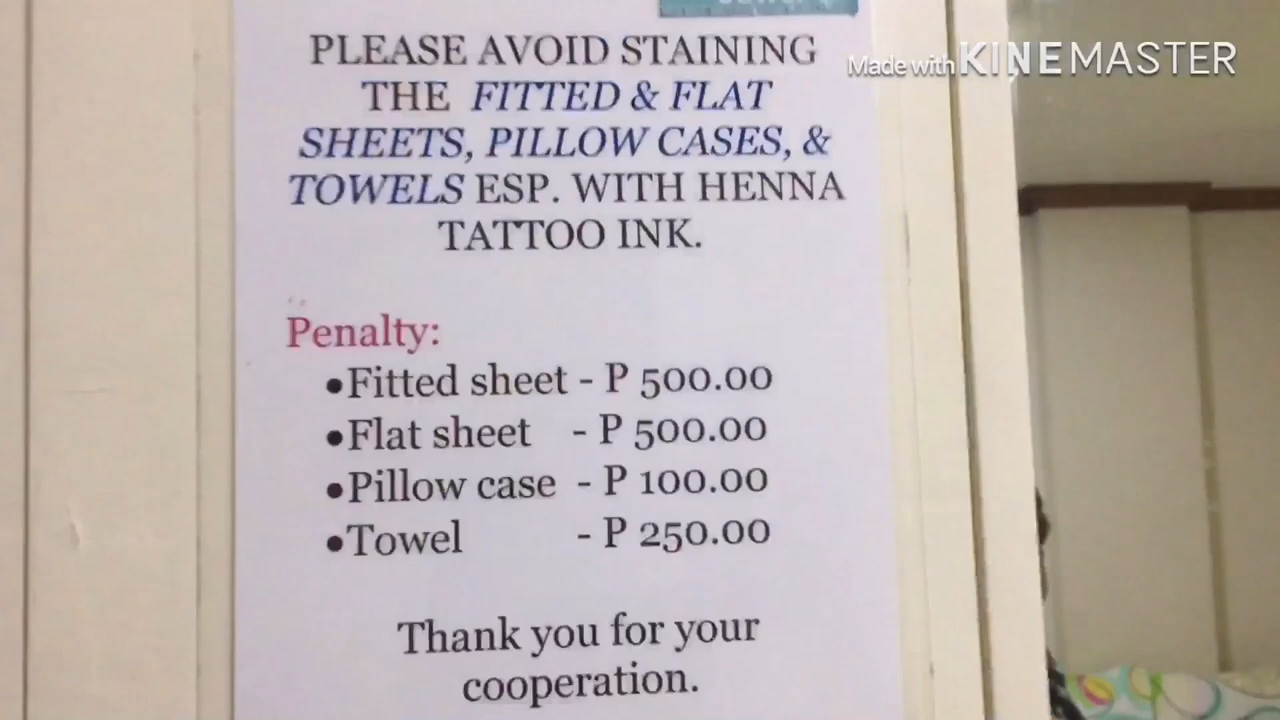 PLEASE AVOID STAINING
THE FITTED & FLAT
SHEETS, PILLOW CASES, &
TOWELS ESP. WITH HENNA
TATTOO INK.
Penalty:
•Fitted sheet - P 500.00
•Flat sheet - P 500.00
•Pillow case - P 100.00
•Towel - P 250.00
Thank you for your
cooperation.
Made with KINEMASTER